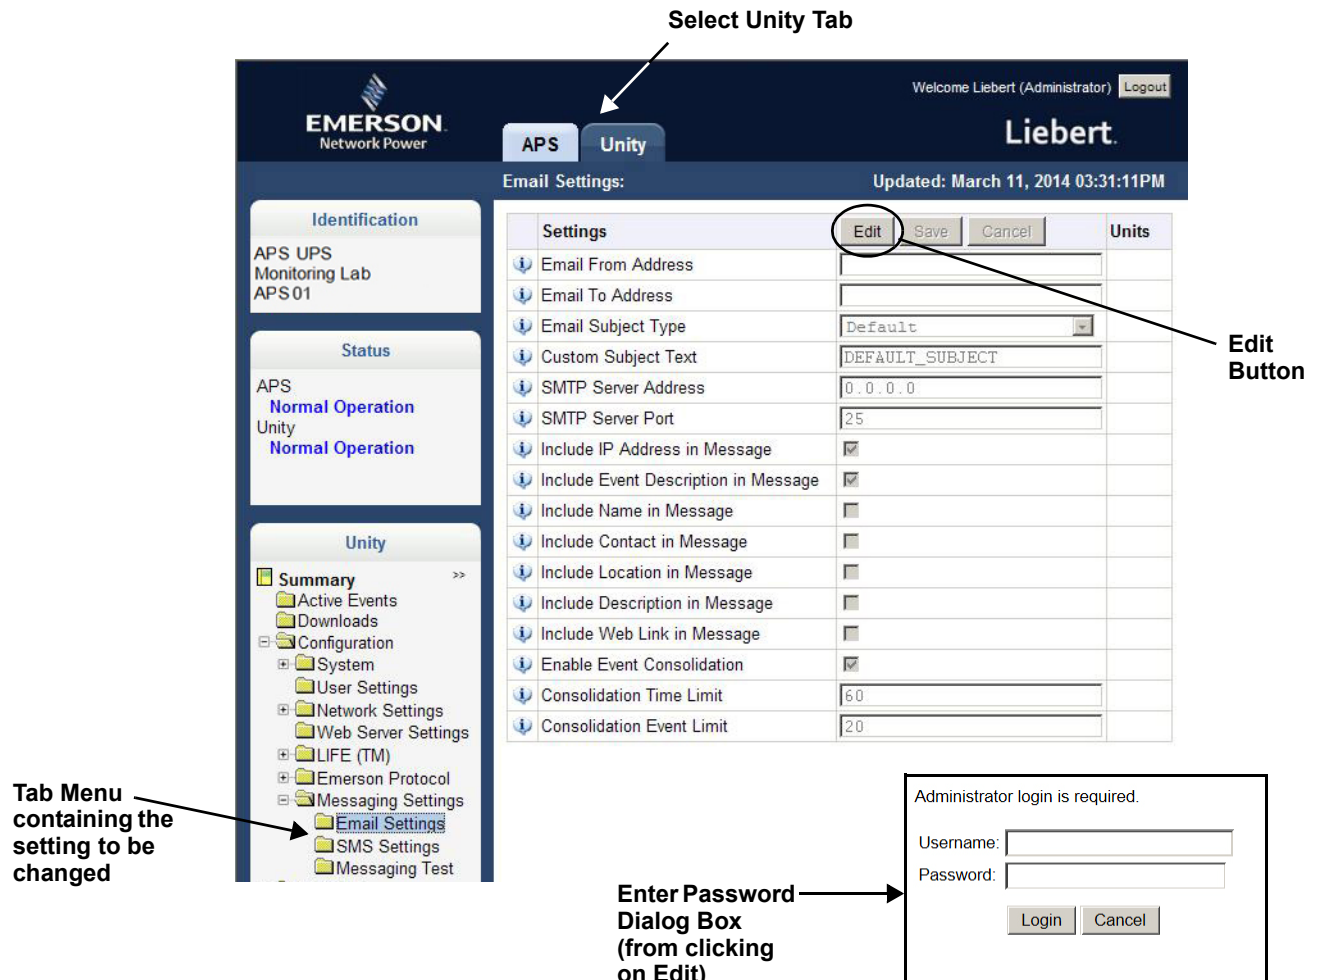 Select Unity Tab
Welcome Liebert (Administrator) Logout
EMERSON.
Network Power
Liebert.
APS Unity
Email Settings: Updated: March 11, 2014 03:31:11PM
Identification
APS UPS
Monitoring Lab
APS01
Status
APS
Normal Operation
Unity
Normal Operation
Unity
Summary >>
Active Events
Downloads
Configuration
System
User Settings
Network Settings
Web Server Settings
LIFE (TM)
Emerson Protocol
Messaging Settings
Email Settings
SMS Settings
Messaging Test
Settings Edit Save Cancel Units
Email From Address
Email To Address
Email Subject Type Default
Custom Subject Text DEFAULT_SUBJECT
SMTP Server Address 0.0.0.0
SMTP Server Port 25
Include IP Address in Message
Include Event Description in Message
Include Name in Message
Include Contact in Message
Include Location in Message
Include Description in Message
Include Web Link in Message
Enable Event Consolidation
Consolidation Time Limit 60
Consolidation Event Limit 20
Edit
Button
Tab Menu
containing the
setting to be
changed
Administrator login is required.
Username:
Password:
Login Cancel
Enter Password
Dialog Box
(from clicking
on Edit)